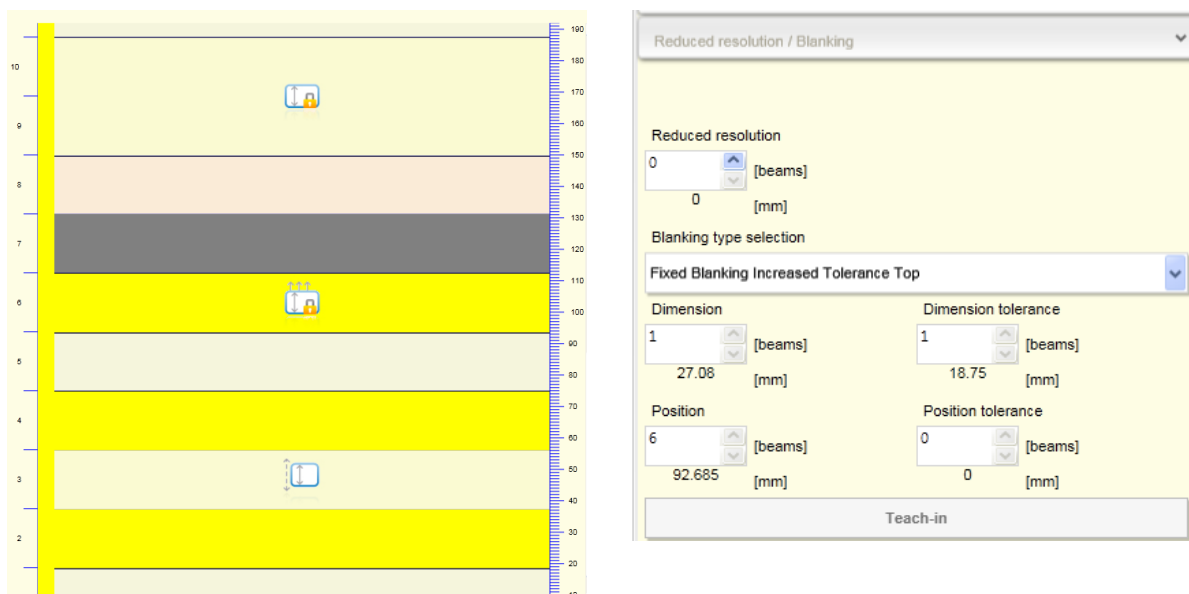 190
10
180
170
9
160
150
8
140
130
7
120
110
6
100
90
5
80
4
70
60
3
50
40
2
30
20
Reduced resolution / Blanking
Reduced resolution
0 [beams]
0 [mm]
Blanking type selection
Fixed Blanking Increased Tolerance Top
Dimension Dimension tolerance
1 [beams] 1 [beams]
27.08 [mm] 18.75 [mm]
Position Position tolerance
6 [beams] 0 [beams]
92.685 [mm] 0 [mm]
Teach-in